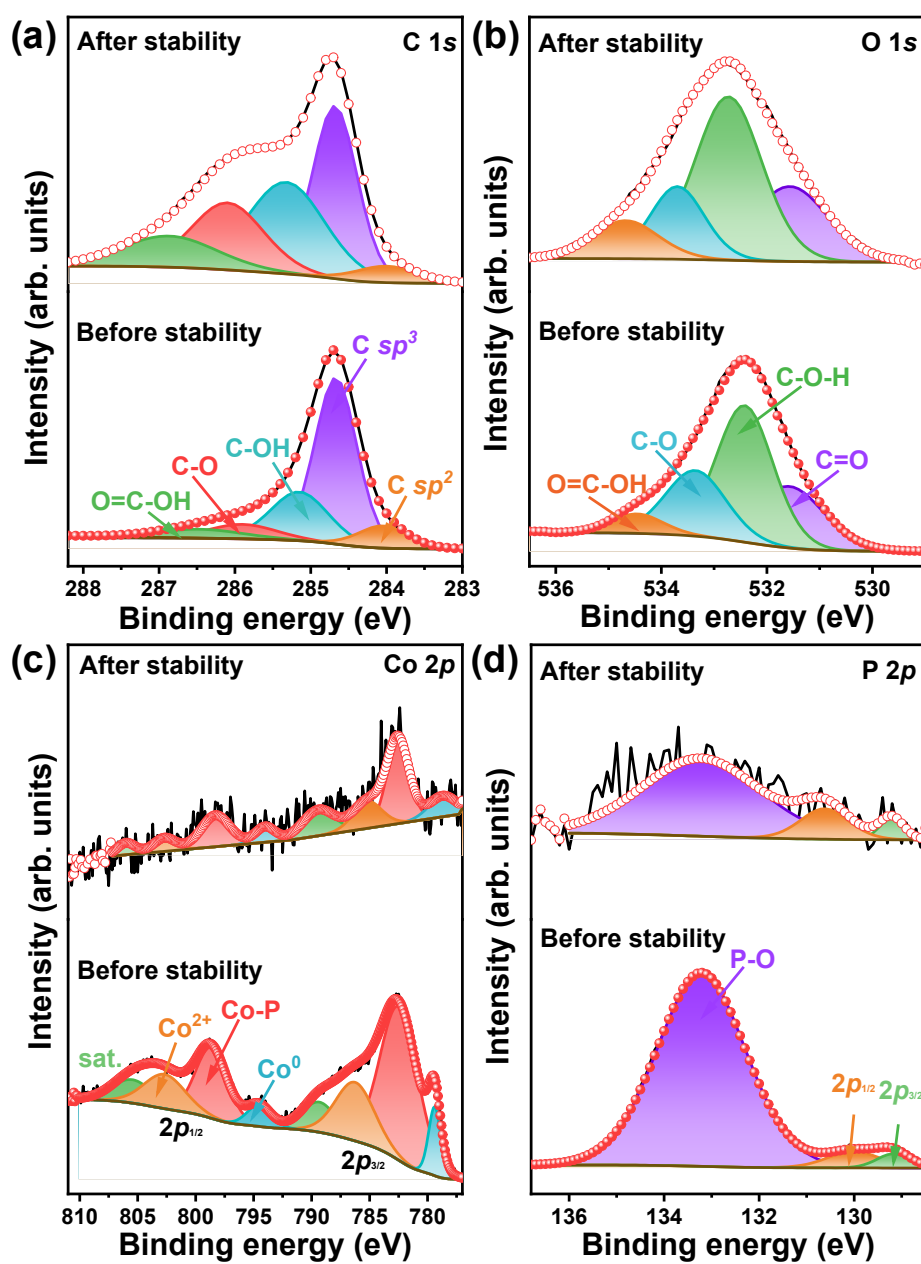 (a)
After stability
C 1s
Before stability
C sp³
C-OH
C-O
O=C-OH
C sp²
288 287 286 285 284 283
Binding energy (eV)
Intensity (arb. units)
(b)
After stability
O 1s
Before stability
C-O-H
C-O
C=O
O=C-OH
536 534 532 530
Binding energy (eV)
Intensity (arb. units)
(c)
After stability
Co 2p
Before stability
Co-P
Co²⁺
sat.
Co⁰
2p₁/₂
2p₃/₂
810 805 800 795 790 785 780
Binding energy (eV)
Intensity (arb. units)
(d)
After stability
P 2p
Before stability
P-O
2p₁/₂
2p₃/₂
136 134 132 130
Binding energy (eV)
Intensity (arb. units)